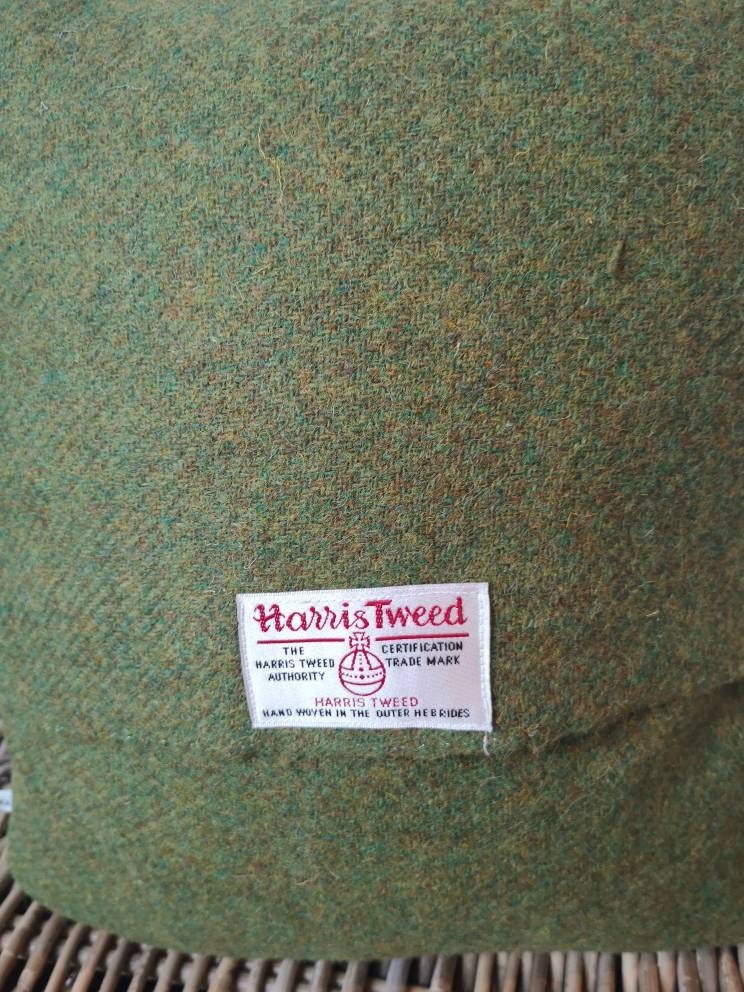 Harris Tweed
THE
HARRIS TWEED
AUTHORITY
CERTIFICATION
TRADE MARK
HARRIS TWEED
HAND WOVEN IN THE OUTER HEBRIDES